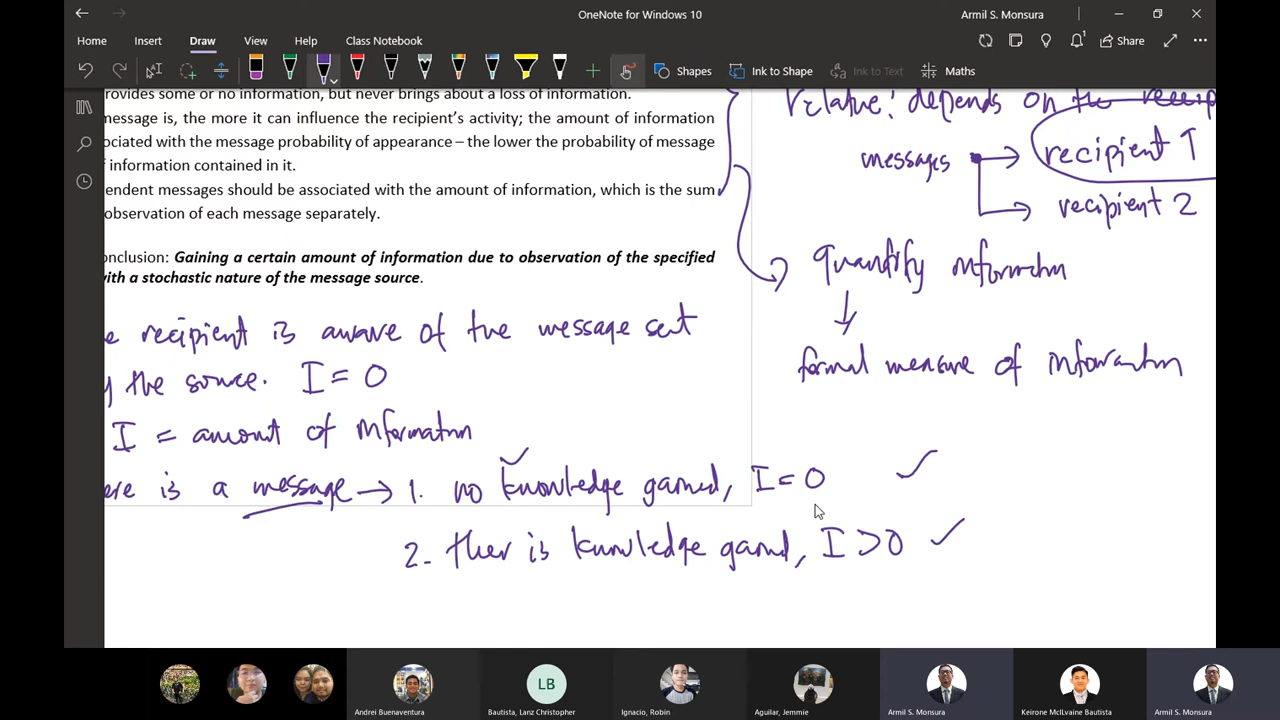 OneNote for Windows 10
Armil S. Monsura
Home Insert Draw View Help Class Notebook
Share
Shapes Ink to Shape Ink to Text Maths
rovides some or no information, but never brings about a loss of information.
message is, the more it can influence the recipient's activity; the amount of information
ociated with the message probability of appearance – the lower the probability of message
f information contained in it.
endent messages should be associated with the amount of information, which is the sum
observation of each message separately.
onclusion: Gaining a certain amount of information due to observation of the specified
with a stochastic nature of the message source.
e recipient is aware of the message sent
y the source. I = 0
I = amount of information
ere is a message → 1. no knowledge gained, I = 0 ✓
2. ther is knowledge gained, I > 0 ✓
relative! depends on the recip
messages → recipient 1
→ recipient 2
quantify information
formal measure of information
Andrei Buenaventura
LB
Bautista, Lanz Christopher
Ignacio, Robin
Aguilar, Jemmie
Armil S. Monsura
Keirone McIlvaine Bautista
Armil S. Monsura